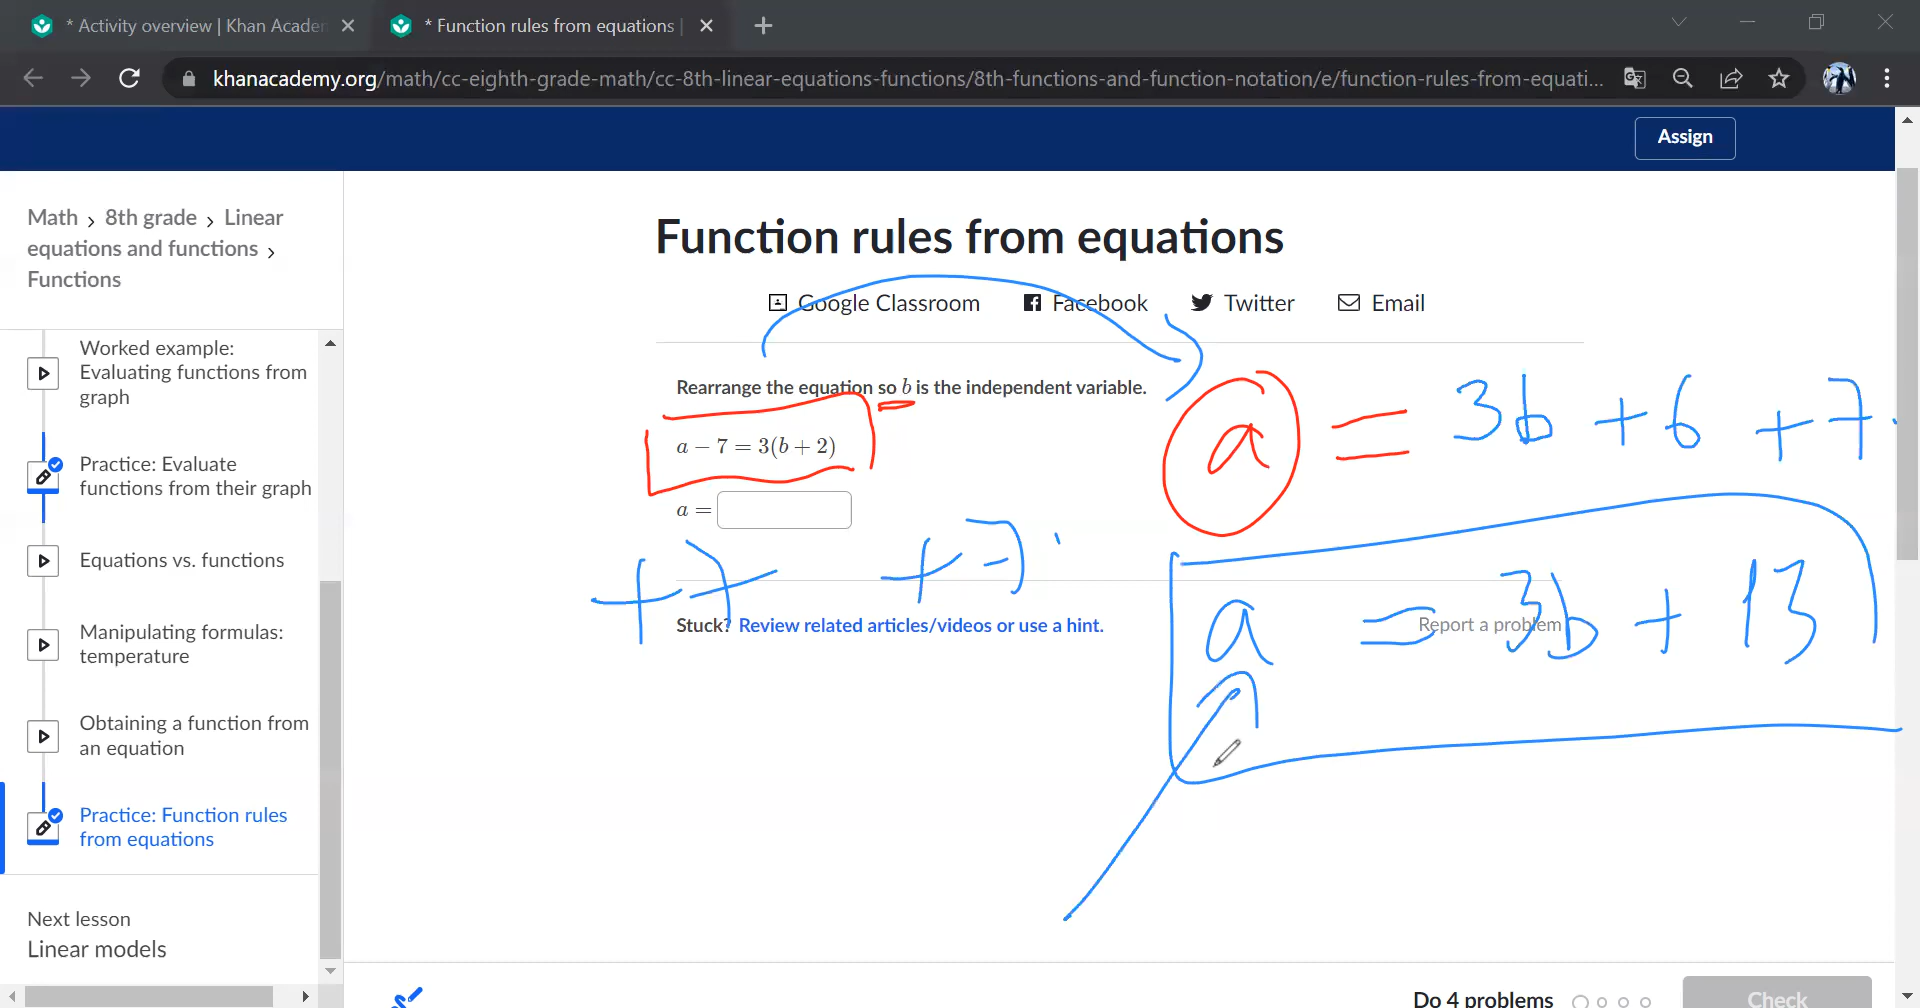 * Activity overview | Khan Acader
* Function rules from equations |
khanacademy.org/math/cc-eighth-grade-math/cc-8th-linear-equations-functions/8th-functions-and-function-notation/e/function-rules-from-equati...
Assign
Math › 8th grade › Linear
equations and functions ›
Functions
Worked example:
Evaluating functions from
graph
Practice: Evaluate
functions from their graph
Equations vs. functions
Manipulating formulas:
temperature
Obtaining a function from
an equation
Practice: Function rules
from equations
Next lesson
Linear models
Function rules from equations
Google Classroom Facebook Twitter Email
Rearrange the equation so b is the independent variable.
a − 7 = 3(b + 2)
a =
+7 +7
Stuck? Review related articles/videos or use a hint.
Report a problem
a = 3b + 6 + 7
a = 3b + 13
Do 4 problems
Check